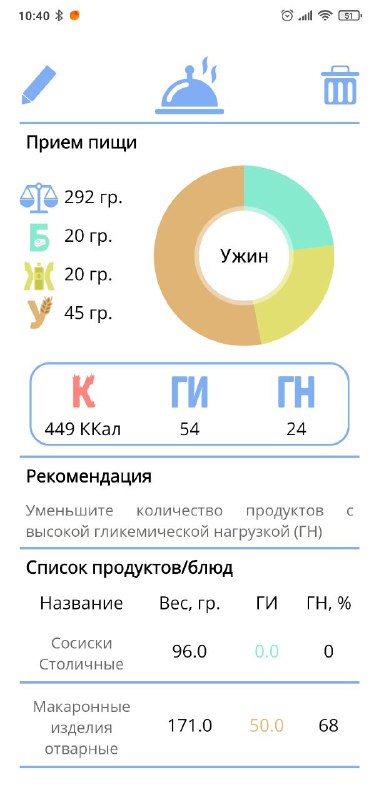 10:40
51
Прием пищи
292 гр.
Б 20 гр.
Ж 20 гр.
У 45 гр.
Ужин
К ГИ ГН
449 ККал 54 24
Рекомендация
Уменьшите количество продуктов с
высокой гликемической нагрузкой (ГН)
Список продуктов/блюд
Название Вес, гр. ГИ ГН, %
Сосиски
Столичные
96.0 0.0 0
Макаронные
изделия
отварные
171.0 50.0 68